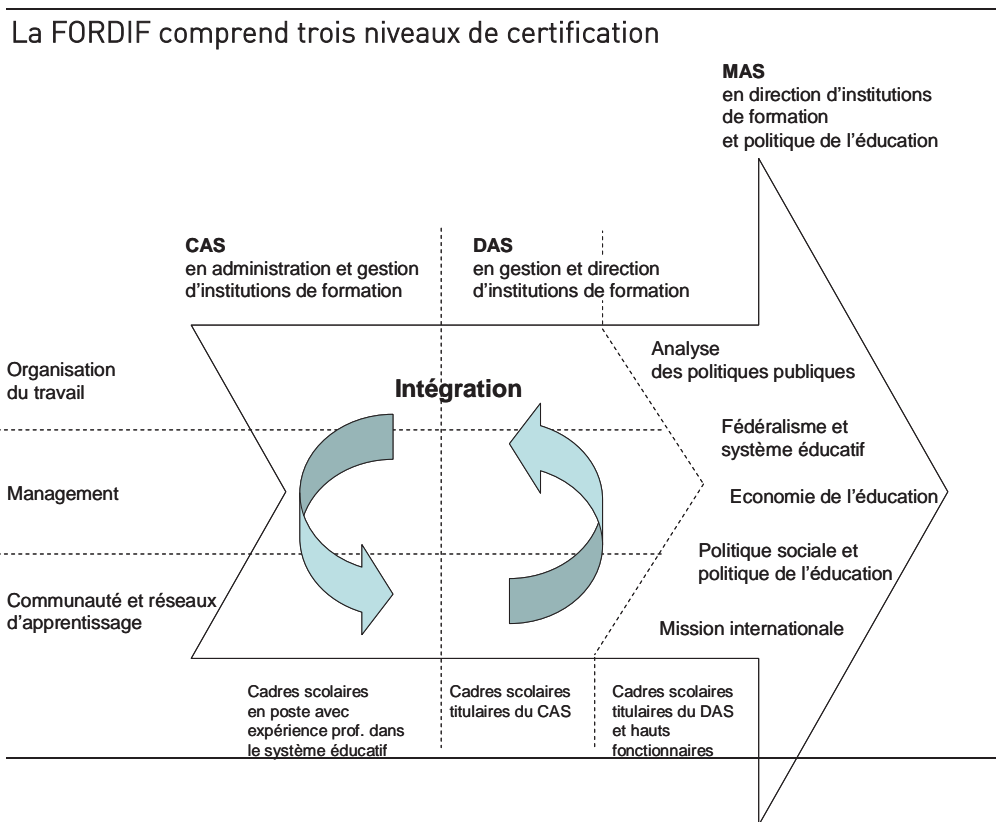 La FORDIF comprend trois niveaux de certification
MAS
en direction d'institutions
de formation
et politique de l'éducation
CAS
en administration et gestion
d'institutions de formation
DAS
en gestion et direction
d'institutions de formation
Organisation
du travail
Management
Communauté et réseaux
d'apprentissage
Intégration
Analyse
des politiques publiques
Fédéralisme et
système éducatif
Economie de l'éducation
Politique sociale et
politique de l'éducation
Mission internationale
Cadres scolaires
en poste avec
expérience prof. dans
le système éducatif
Cadres scolaires
titulaires du CAS
Cadres scolaires
titulaires du DAS
et hauts
fonctionnaires